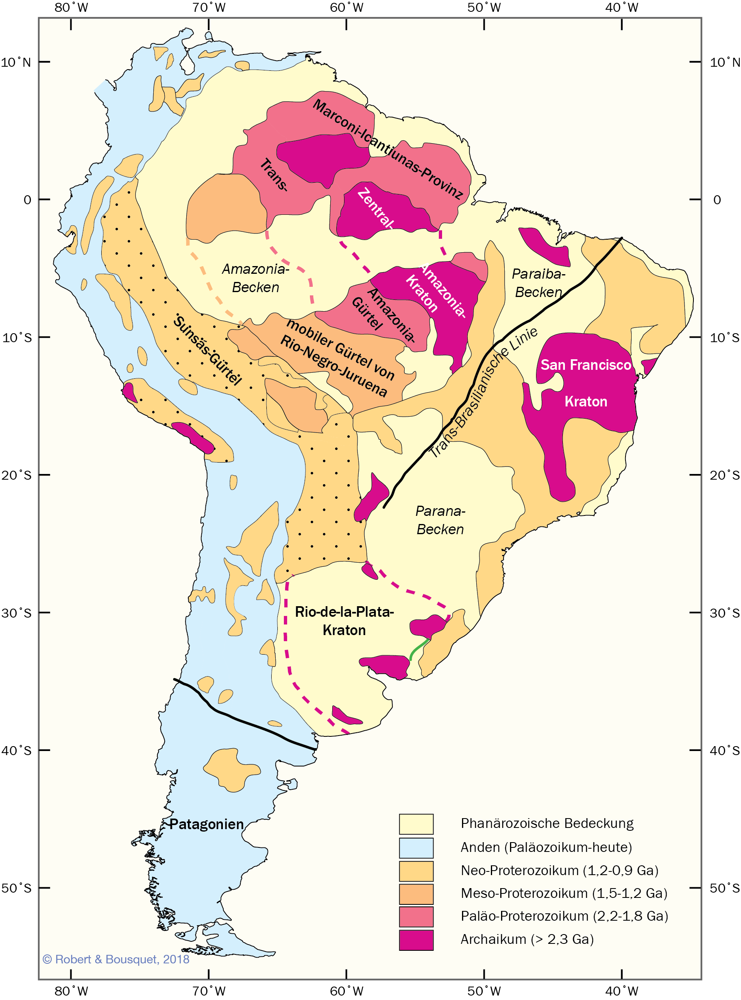 80°W 70°W 60°W 50°W 40°W
10°N 10°N
Marconi-Icantiunas-Provinz
Trans-
0 0
Zentral-
Amazonia-
Becken
Amazonia-
Kraton
Paraiba-
Becken
Amazonia-
Gürtel
10°S 10°S
Sunsás-Gürtel
mobiler Gürtel von
Rio-Negro-Juruena
Trans-Brasilianische Linie
San Francisco
Kraton
20°S 20°S
Parana-
Becken
30°S 30°S
Rio-de-la-Plata-
Kraton
40°S 40°S
Patagonien
50°S 50°S
Phanärozoische Bedeckung
Anden (Paläozoikum-heute)
Neo-Proterozoikum (1,2-0,9 Ga)
Meso-Proterozoikum (1,5-1,2 Ga)
Paläo-Proterozoikum (2,2-1,8 Ga)
Archaikum (> 2,3 Ga)
© Robert & Bousquet, 2018
80°W 70°W 60°W 50°W 40°W